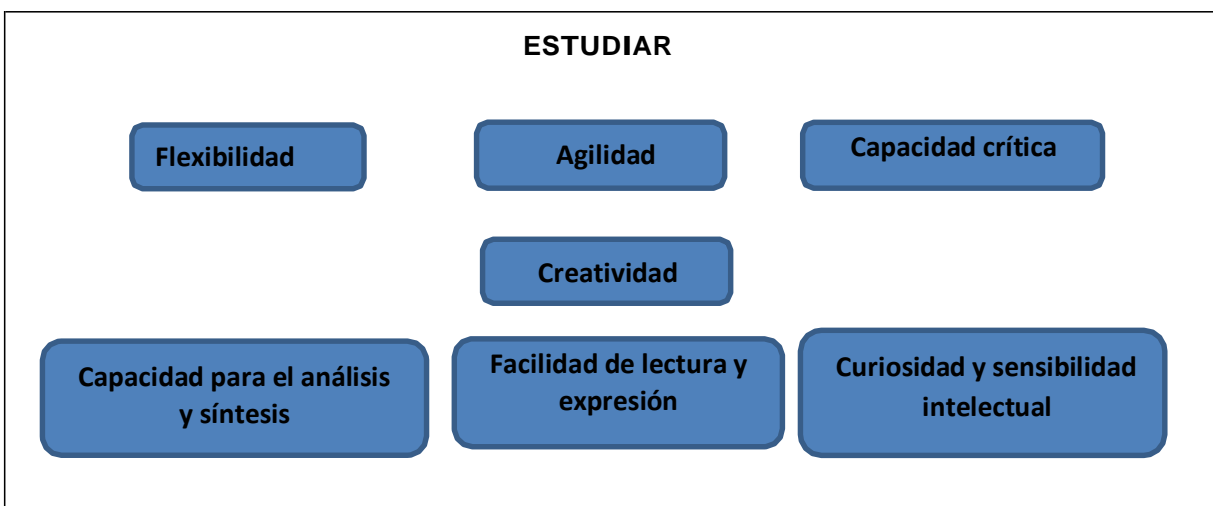 ESTUDIAR
Flexibilidad
Agilidad
Capacidad crítica
Creatividad
Capacidad para el análisis
y síntesis
Facilidad de lectura y
expresión
Curiosidad y sensibilidad
intelectual